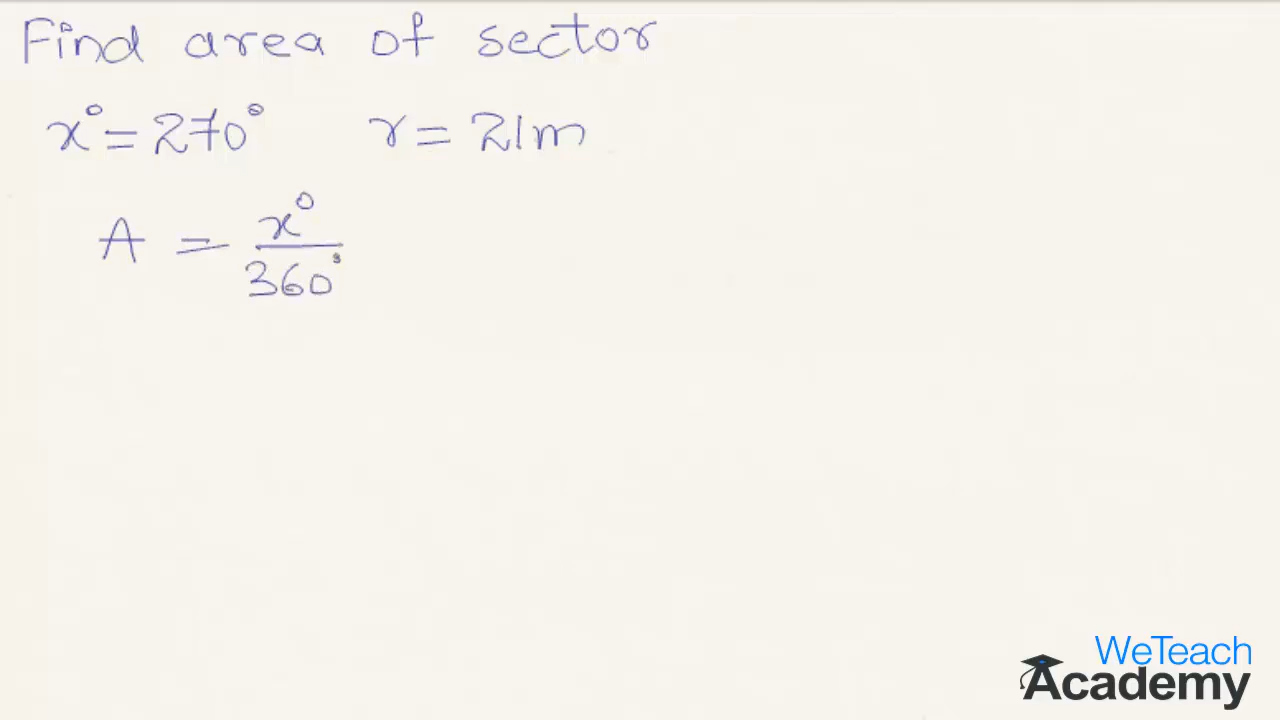 Find area of sector
x° = 270° r = 21m
A = x°/360°
WeTeach
Academy